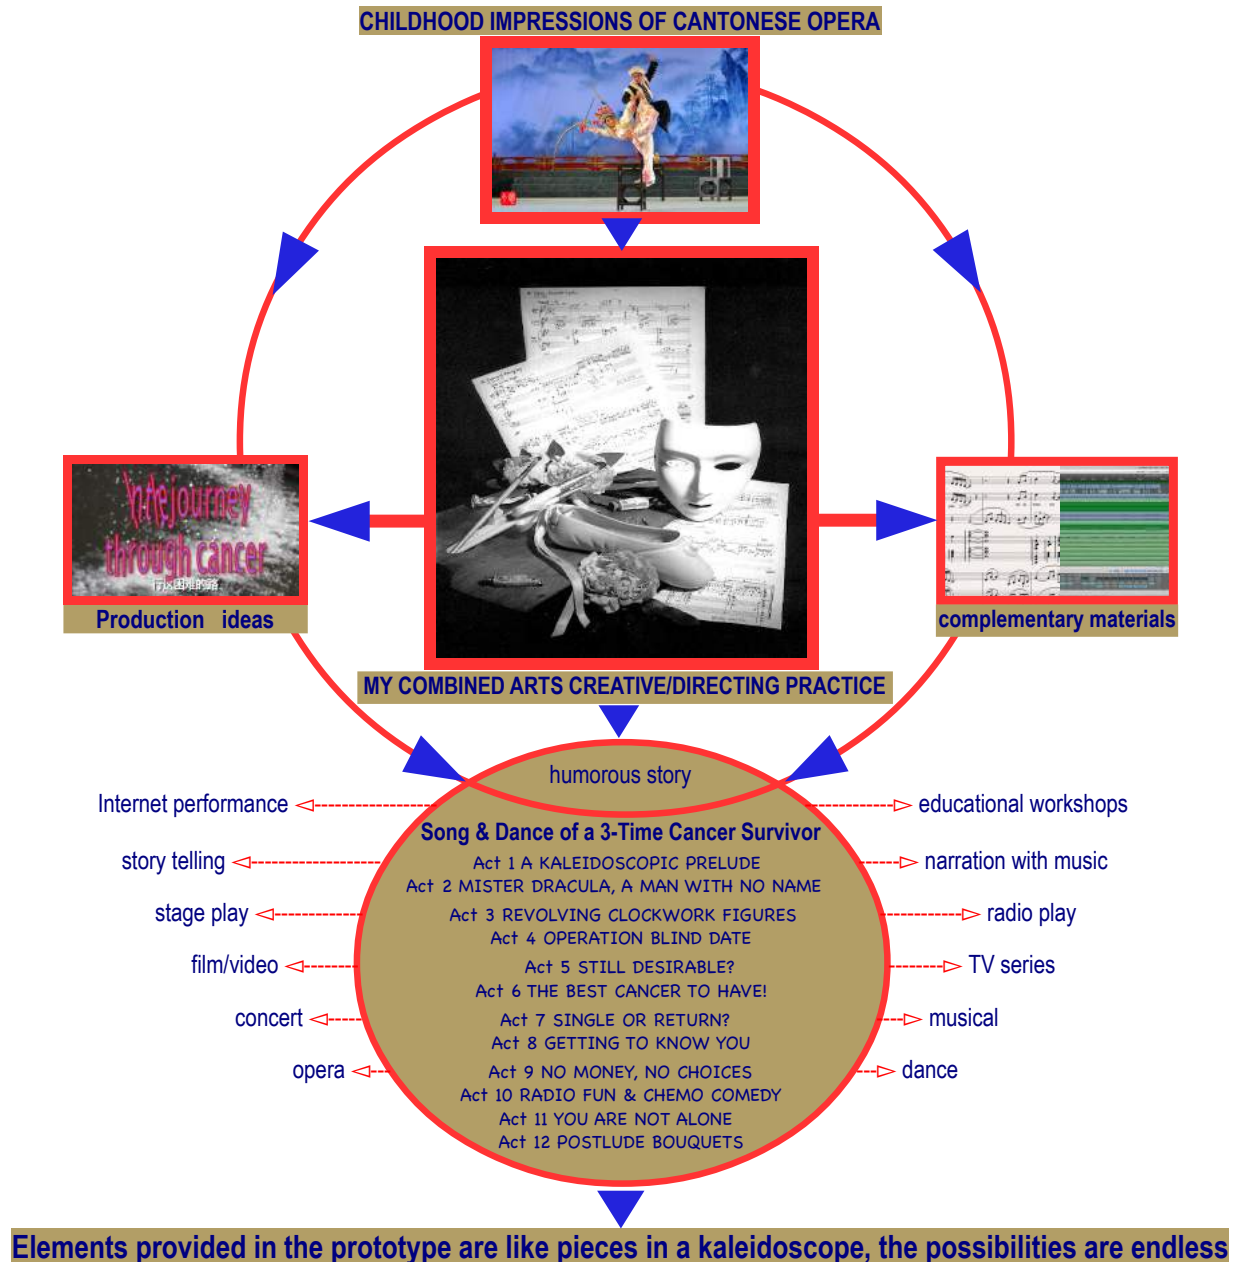 CHILDHOOD IMPRESSIONS OF CANTONESE OPERA
the journey
through cancer
行这困难的路
Production ideas
complementary materials
MY COMBINED ARTS CREATIVE/DIRECTING PRACTICE
humorous story
Song & Dance of a 3-Time Cancer Survivor
Act 1 A KALEIDOSCOPIC PRELUDE
Act 2 MISTER DRACULA, A MAN WITH NO NAME
Act 3 REVOLVING CLOCKWORK FIGURES
Act 4 OPERATION BLIND DATE
Act 5 STILL DESIRABLE?
Act 6 THE BEST CANCER TO HAVE!
Act 7 SINGLE OR RETURN?
Act 8 GETTING TO KNOW YOU
Act 9 NO MONEY, NO CHOICES
Act 10 RADIO FUN & CHEMO COMEDY
Act 11 YOU ARE NOT ALONE
Act 12 POSTLUDE BOUQUETS
Internet performance
story telling
stage play
film/video
concert
opera
educational workshops
narration with music
radio play
TV series
musical
dance
Elements provided in the prototype are like pieces in a kaleidoscope, the possibilities are endless